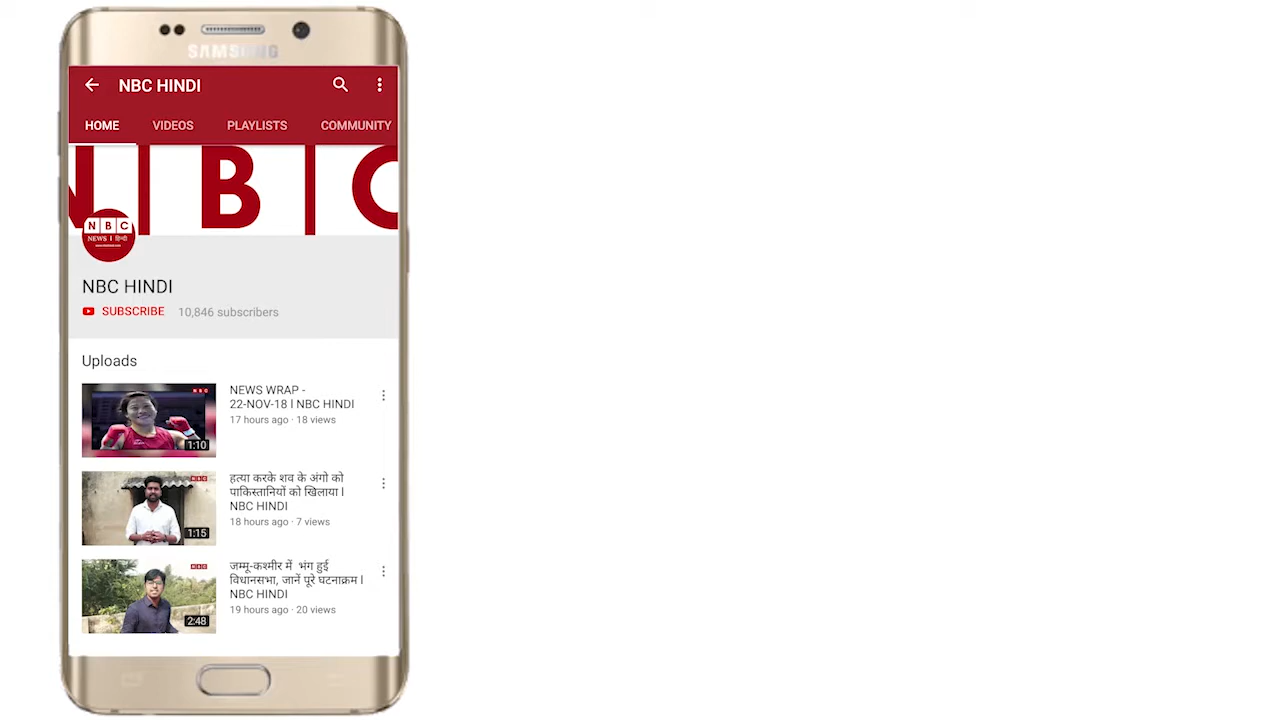 SAMSUNG
NBC HINDI
HOME VIDEOS PLAYLISTS COMMUNITY
N B C
N B C
NEWS I हिन्दी
NBC HINDI
SUBSCRIBE 10,846 subscribers
Uploads
NBC
1:10
NEWS WRAP -
22-NOV-18 l NBC HINDI
17 hours ago · 18 views
NBC
1:15
हत्या करके शव के अंगो को
पाकिस्तानियों को खिलाया l
NBC HINDI
18 hours ago · 7 views
NBC
2:48
जम्मू-कश्मीर में भंग हुई
विधानसभा, जानें पूरे घटनाक्रम l
NBC HINDI
19 hours ago · 20 views